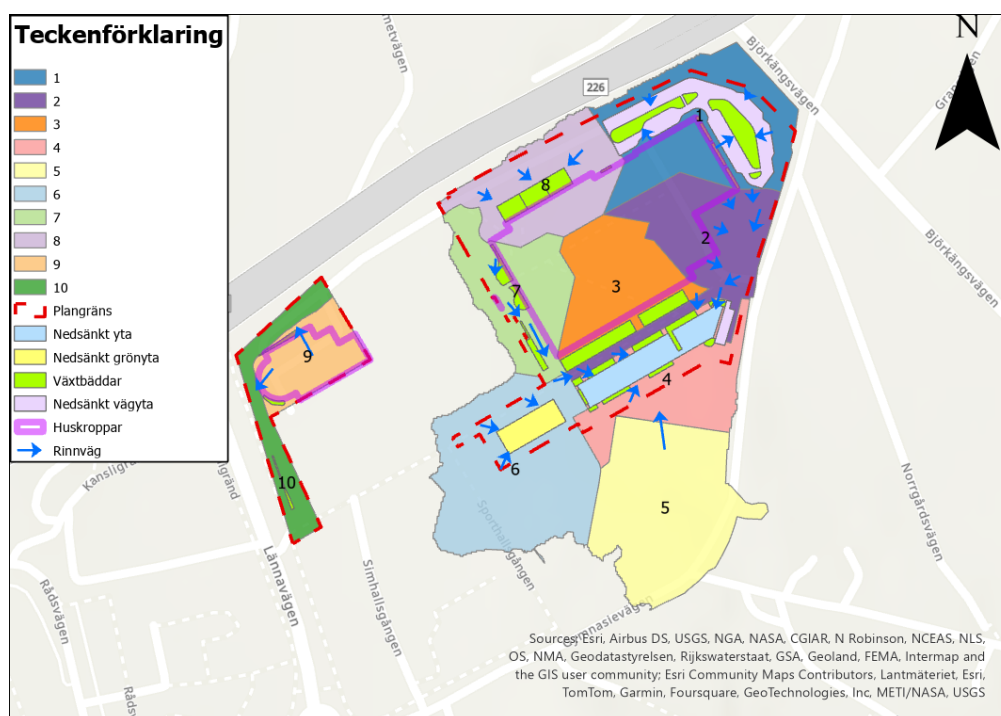 Teckenförklaring
1
2
3
4
5
6
7
8
9
10
Plangräns
Nedsänkt yta
Nedsänkt grönyta
Växtbäddar
Nedsänkt vägyta
Huskroppar
Rinnväg
N
226
Björkängsvägen
Björkängsvägen
Norrgårdsvägen
1
2
3
4
5
6
7
8
9
10
Lännavägen
Simhallsgången
Sporthallsgången
Rådsvägen
Sources: Esri, Airbus DS, USGS, NGA, NASA, CGIAR, N Robinson, NCEAS, NLS,
OS, NMA, Geodatastyrelsen, Rijkswaterstaat, GSA, Geoland, FEMA, Intermap and
the GIS user community; Esri Community Maps Contributors, Lantmäteriet, Esri,
TomTom, Garmin, Foursquare, GeoTechnologies, Inc, METI/NASA, USGS